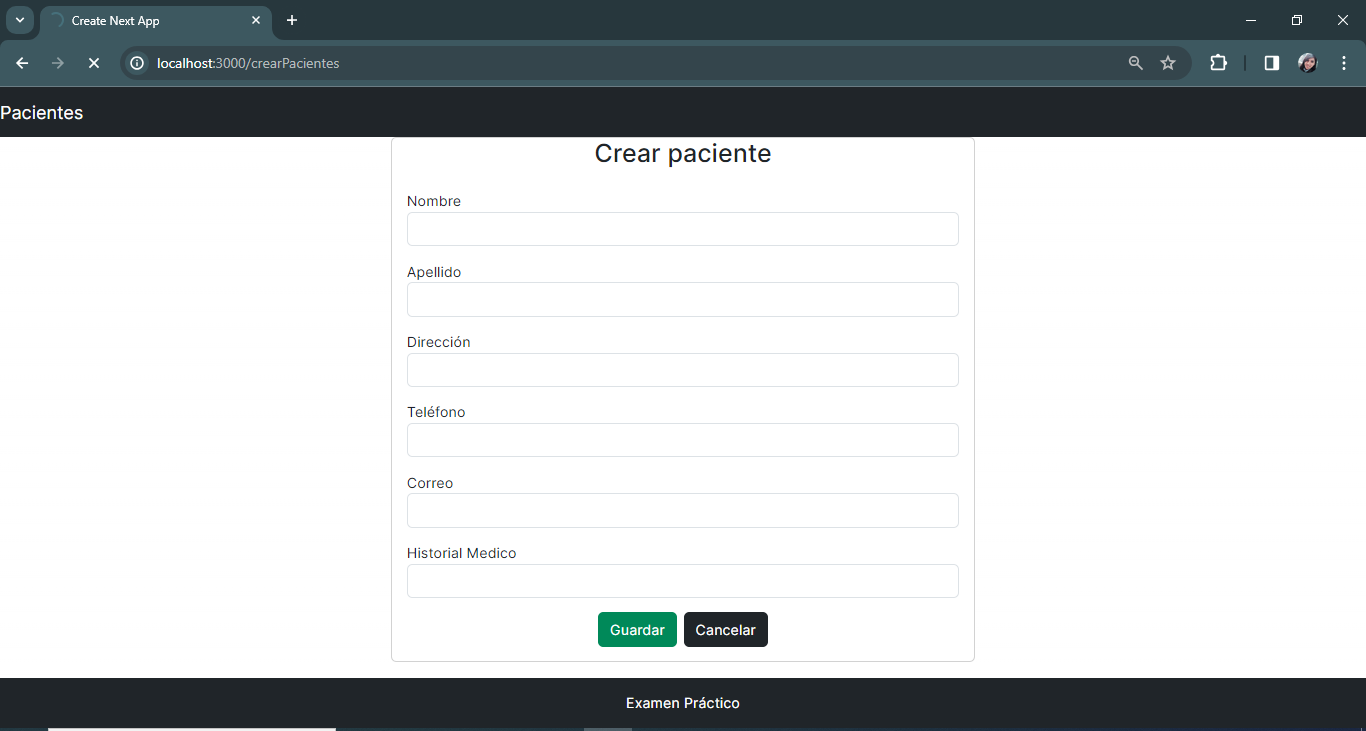 Create Next App
localhost:3000/crearPacientes
Pacientes
Crear paciente
Nombre
Apellido
Dirección
Teléfono
Correo
Historial Medico
Guardar Cancelar
Examen Práctico